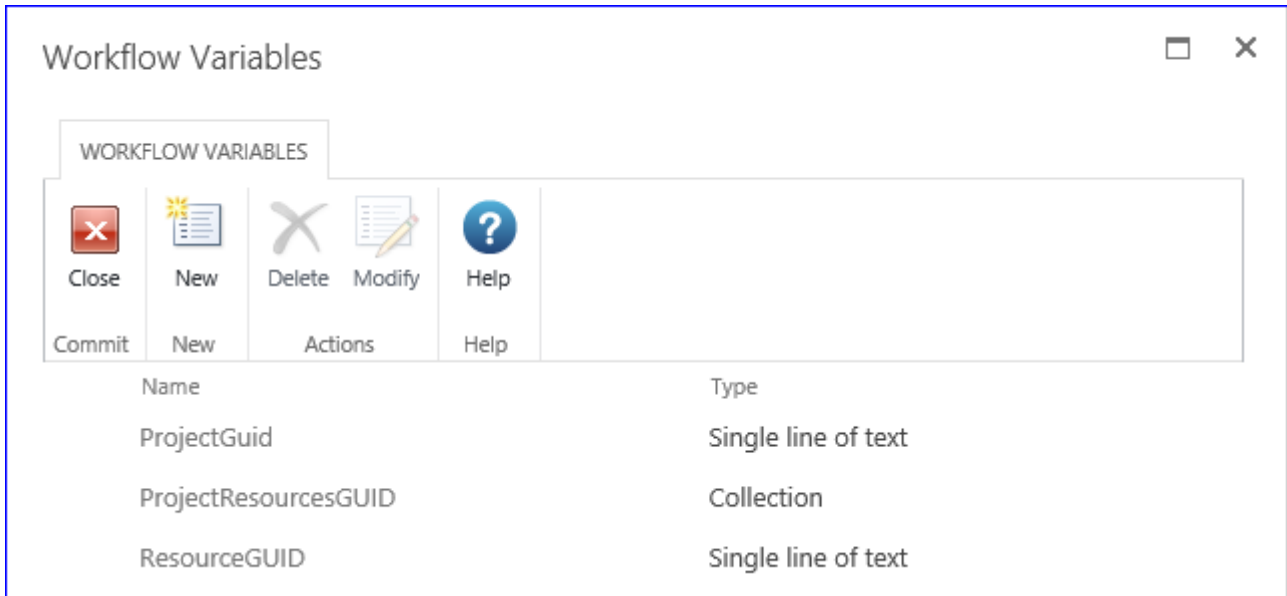 Workflow Variables
WORKFLOW VARIABLES
Close New Delete Modify Help
Commit New Actions Help
Name Type
ProjectGuid Single line of text
ProjectResourcesGUID Collection
ResourceGUID Single line of text